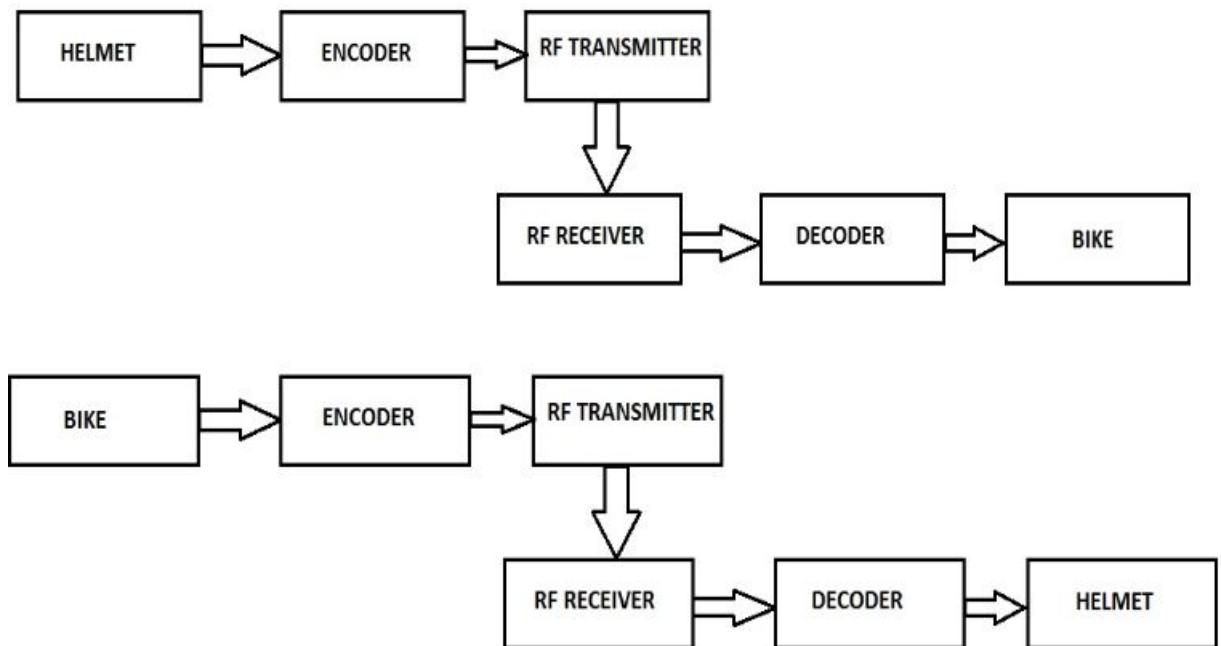 HELMET
ENCODER
RF TRANSMITTER
RF RECEIVER
DECODER
BIKE
BIKE
ENCODER
RF TRANSMITTER
RF RECEIVER
DECODER
HELMET